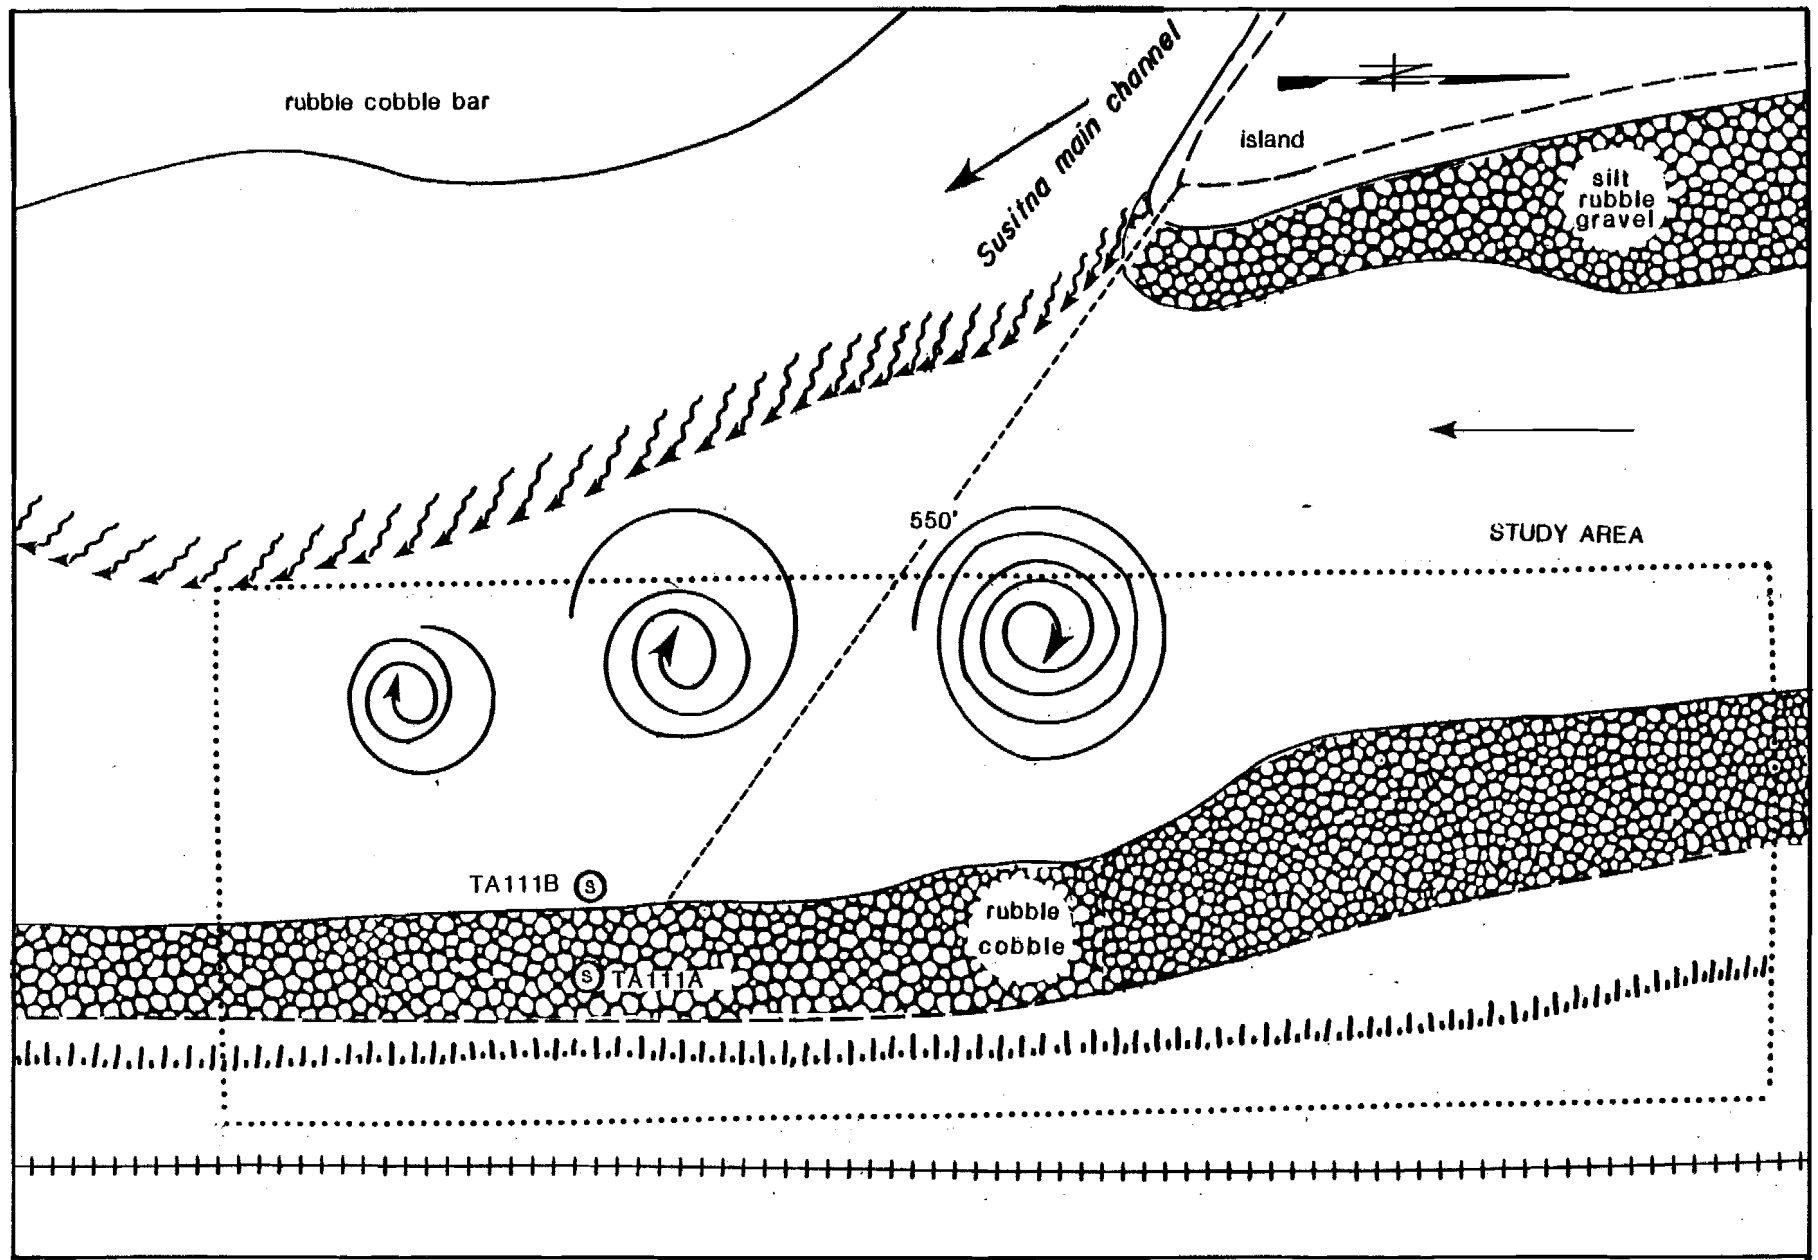 rubble cobble bar
Susitna main channel
island
silt
rubble
gravel
550'
STUDY AREA
TA111B S
rubble
cobble
S TA111A